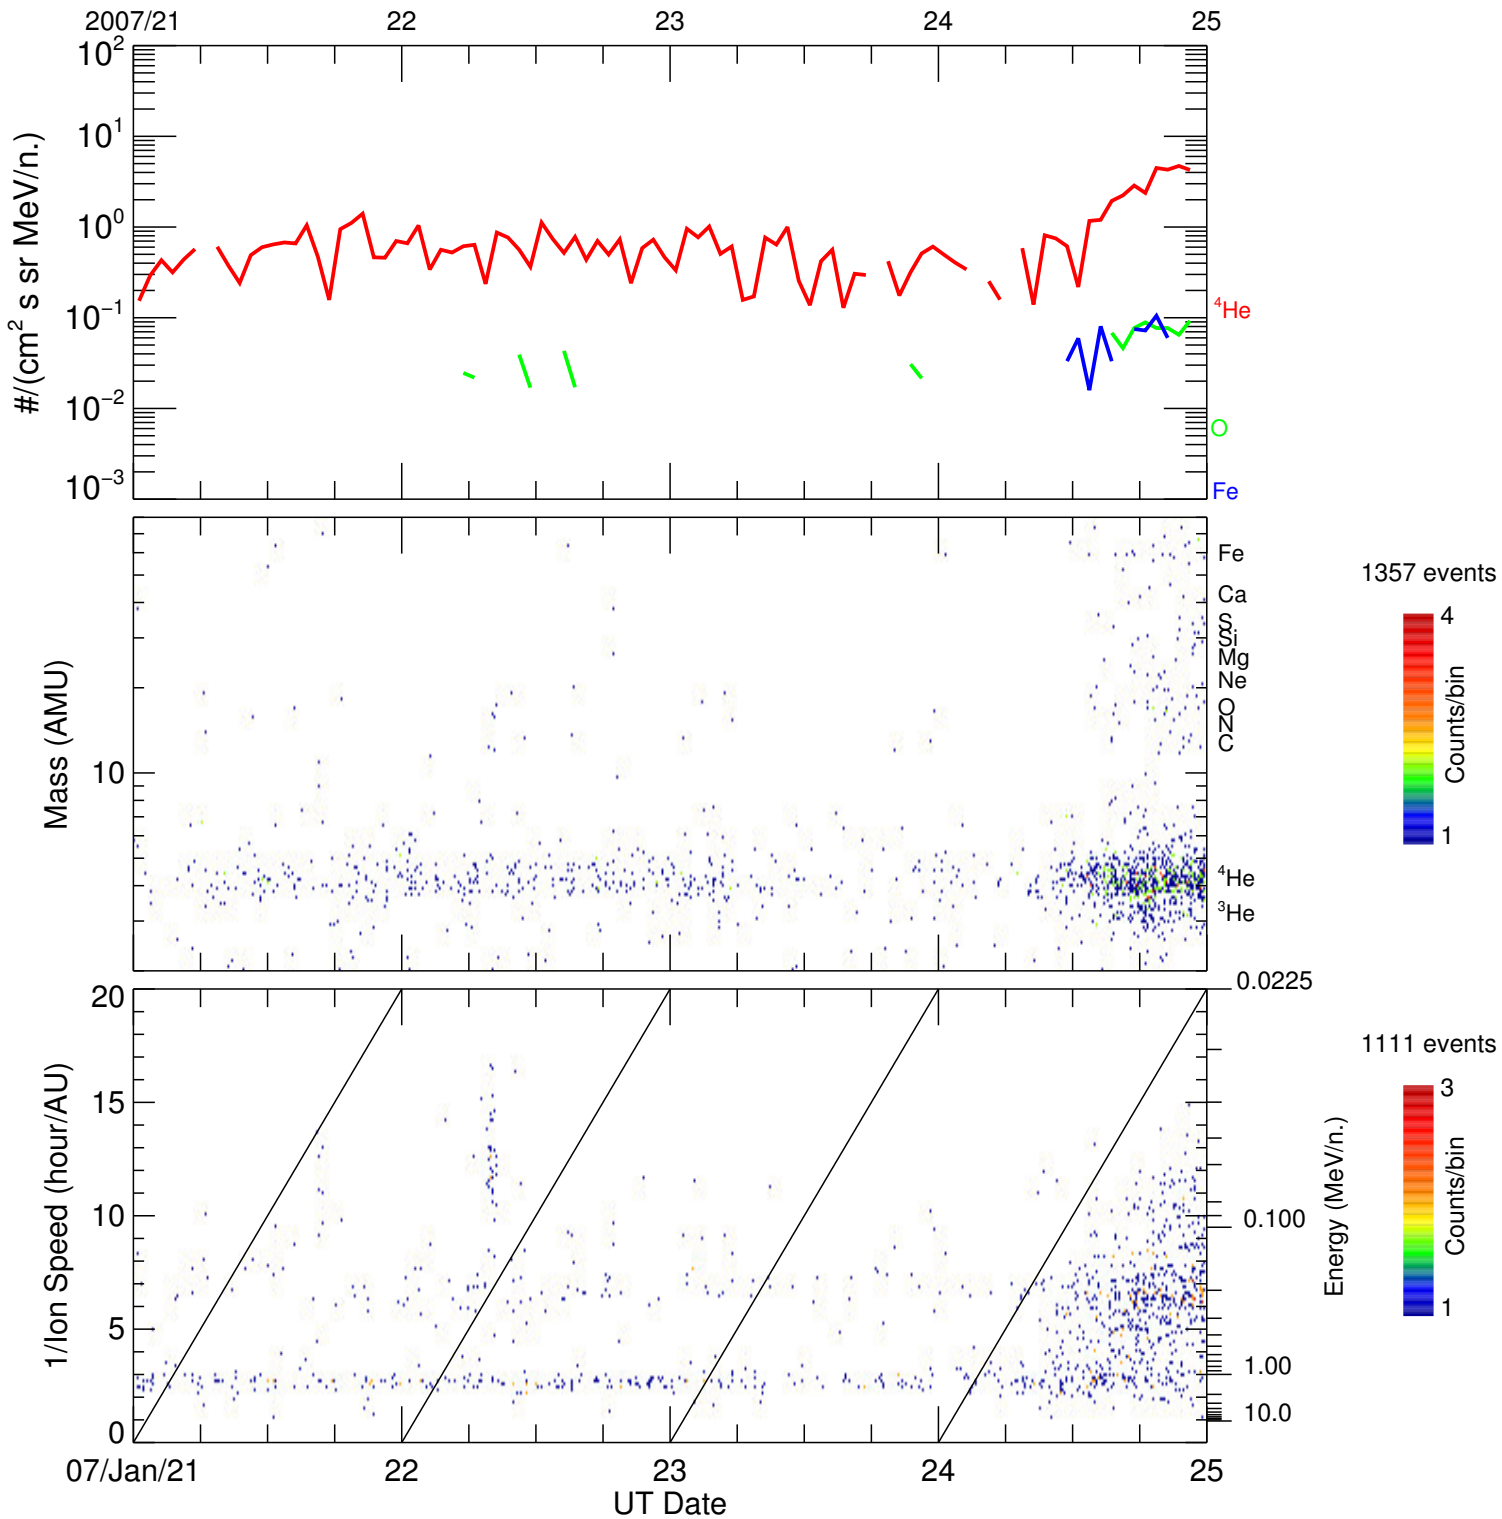 2007/21 22 23 24 25
10²
10¹
10⁰
10⁻¹
10⁻²
10⁻³
#/(cm² s sr MeV/n.)
⁴He
O
Fe
Mass (AMU)
10
Fe
Ca
S
Si
Mg
Ne
O
N
C
⁴He
³He
1357 events
4
Counts/bin
1
1/Ion Speed (hour/AU)
20
15
10
5
0
0.0225
0.100
1.00
10.0
Energy (MeV/n.)
1111 events
3
Counts/bin
1
07/Jan/21 22 23 24 25
UT Date